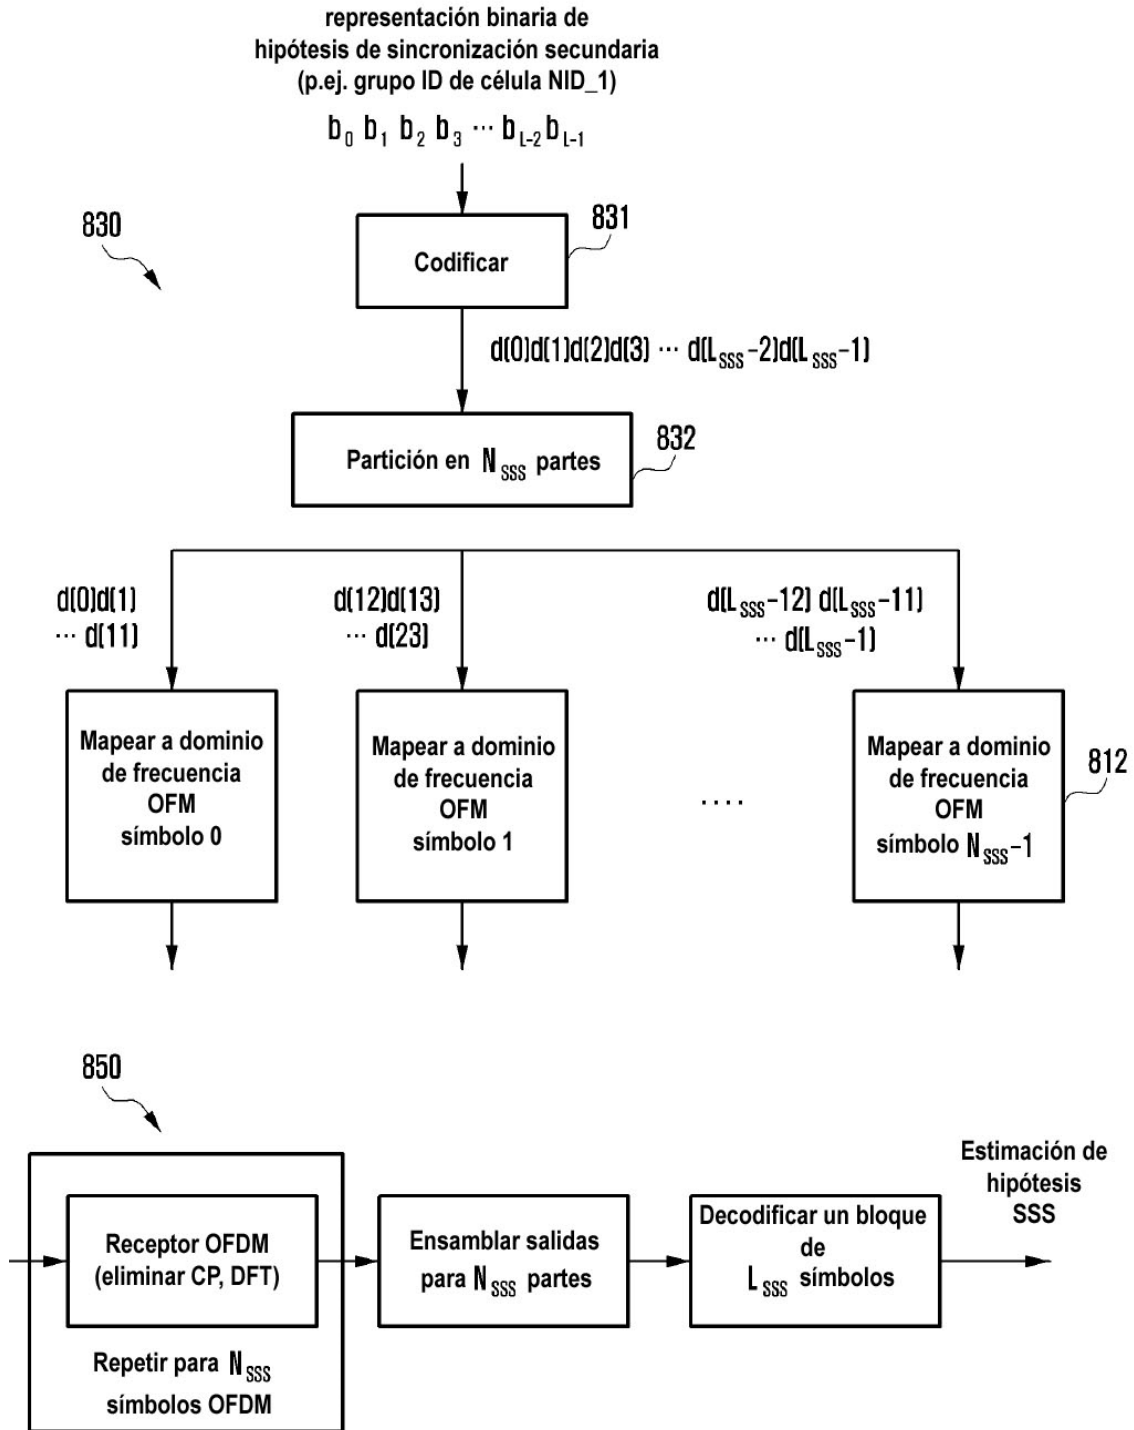 representación binaria de
hipótesis de sincronización secundaria
(p.ej. grupo ID de célula NID_1)
b0 b1 b2 b3 ··· bL-2 bL-1
830
831
Codificar
d(0)d(1)d(2)d(3) ··· d(LSSS-2)d(LSSS-1)
832
Partición en NSSS partes
d(0)d(1)
··· d(11)
d(12)d(13)
··· d(23)
d(LSSS-12) d(LSSS-11)
··· d(LSSS-1)
Mapear a dominio
de frecuencia
OFM
símbolo 0
Mapear a dominio
de frecuencia
OFM
símbolo 1
····
Mapear a dominio
de frecuencia
OFM
símbolo NSSS-1
812
850
Receptor OFDM
(eliminar CP, DFT)
Repetir para NSSS
símbolos OFDM
Ensamblar salidas
para NSSS partes
Decodificar un bloque
de
LSSS símbolos
Estimación de
hipótesis
SSS